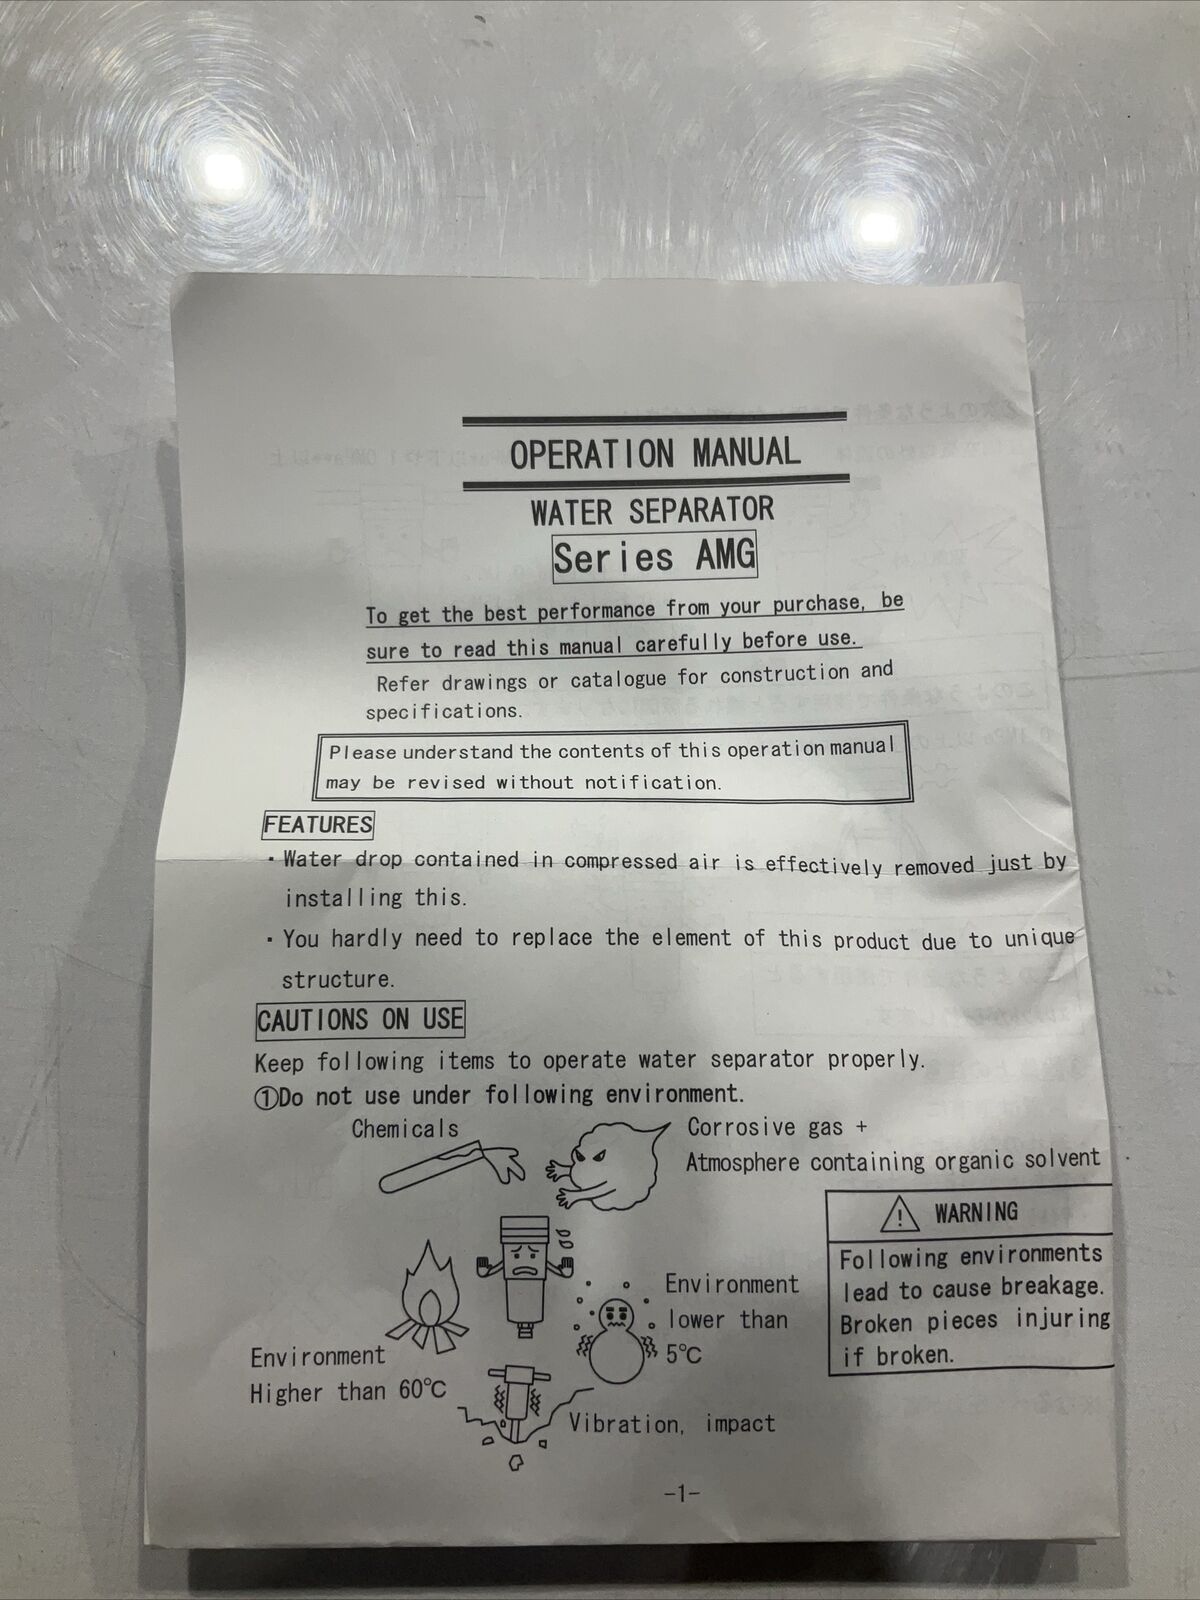 OPERATION MANUAL
WATER SEPARATOR
Series AMG
To get the best performance from your purchase, be
sure to read this manual carefully before use.
Refer drawings or catalogue for construction and
specifications.
Please understand the contents of this operation manual
may be revised without notification.
FEATURES
・Water drop contained in compressed air is effectively removed just by
installing this.
・You hardly need to replace the element of this product due to unique
structure.
CAUTIONS ON USE
Keep following items to operate water separator properly.
①Do not use under following environment.
Chemicals
Corrosive gas +
Atmosphere containing organic solvent
⚠ WARNING
Following environments
lead to cause breakage.
Broken pieces injuring
if broken.
Environment
lower than
5℃
Environment
Higher than 60℃
Vibration, impact
-1-